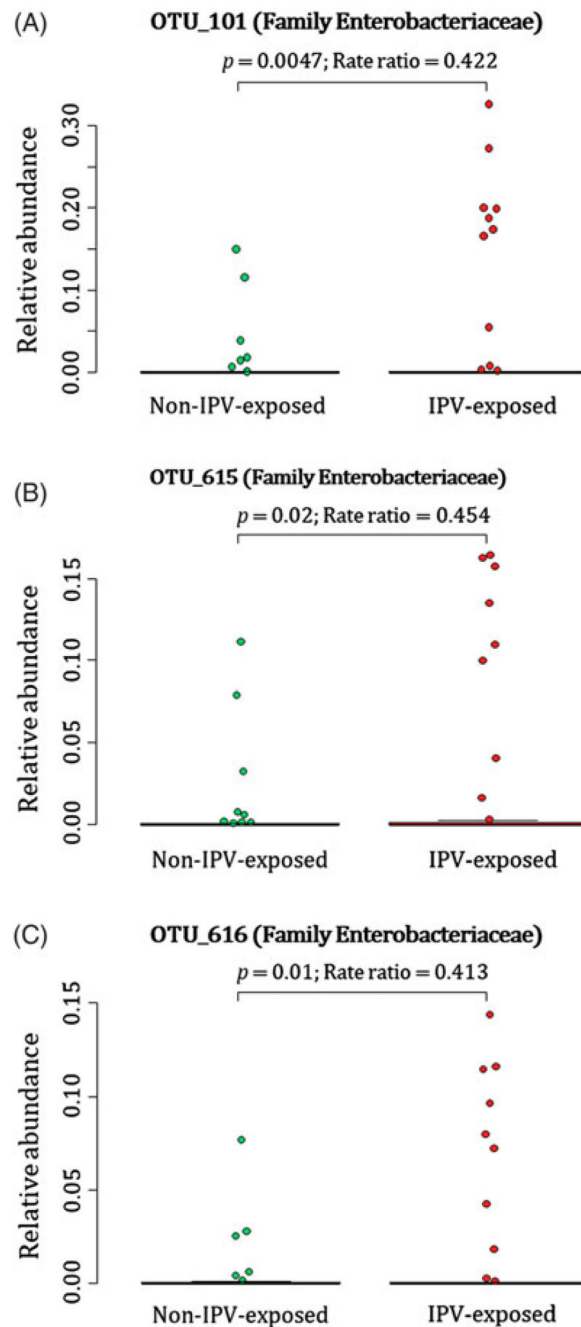 (A)
OTU_101 (Family Enterobacteriaceae)
p = 0.0047; Rate ratio = 0.422
Relative abundance
0.30
0.20
0.10
0.00
Non-IPV-exposed
IPV-exposed
(B)
OTU_615 (Family Enterobacteriaceae)
p = 0.02; Rate ratio = 0.454
Relative abundance
0.15
0.10
0.05
0.00
Non-IPV-exposed
IPV-exposed
(C)
OTU_616 (Family Enterobacteriaceae)
p = 0.01; Rate ratio = 0.413
Relative abundance
0.15
0.10
0.05
0.00
Non-IPV-exposed
IPV-exposed